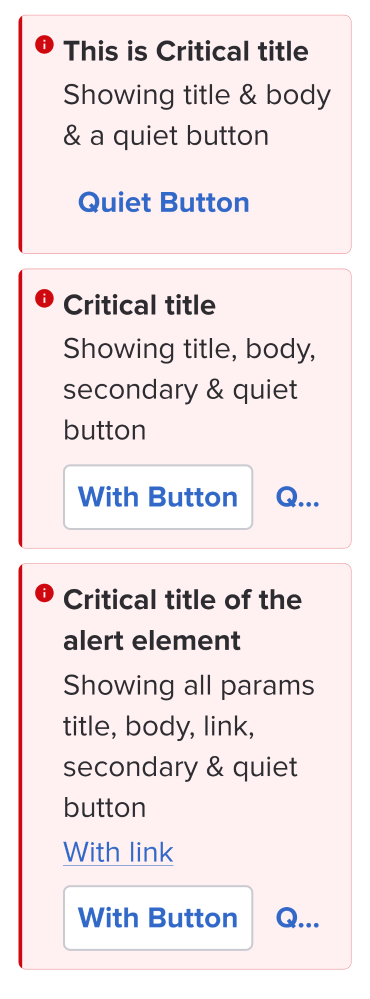 This is Critical title
Showing title & body
& a quiet button
Quiet Button
Critical title
Showing title, body,
secondary & quiet
button
With Button Q...
Critical title of the
alert element
Showing all params
title, body, link,
secondary & quiet
button
With link
With Button Q...